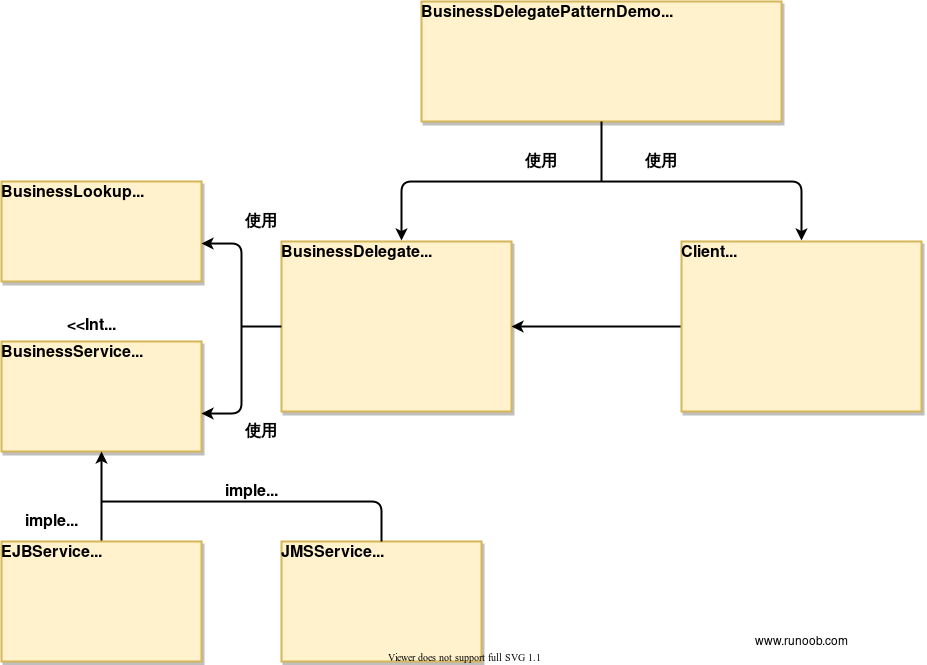 BusinessDelegatePatternDemo...
使用
使用
BusinessLookup...
使用
BusinessDelegate...
Client...
<<Int...
BusinessService...
使用
imple...
imple...
EJBService...
JMSService...
www.runoob.com
Viewer does not support full SVG 1.1